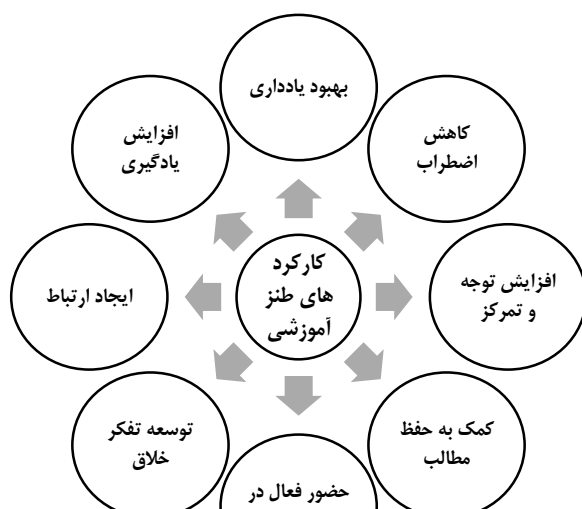 بهبود یادداری
کاهش
اضطراب
افزایش توجه
و تمرکز
کمک به حفظ
مطالب
حضور فعال در
توسعه تفکر
خلاق
ایجاد ارتباط
افزایش
یادگیری
کارکرد
های طنز
آموزشی